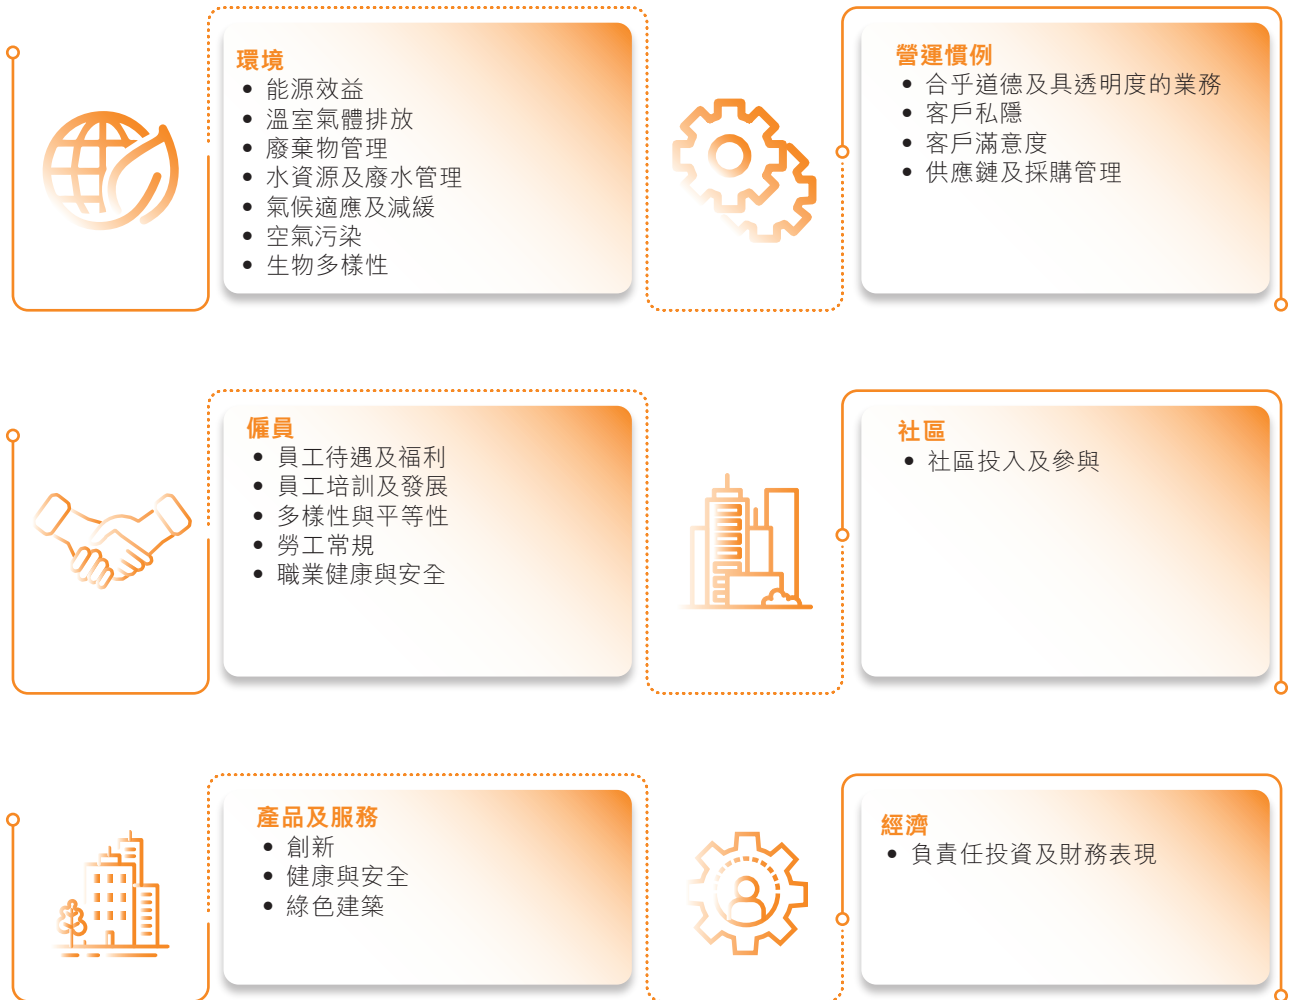 環境
• 能源效益
• 溫室氣體排放
• 廢棄物管理
• 水資源及廢水管理
• 氣候適應及減緩
• 空氣污染
• 生物多樣性
營運慣例
• 合乎道德及具透明度的業務
• 客戶私隱
• 客戶滿意度
• 供應鏈及採購管理
僱員
• 員工待遇及福利
• 員工培訓及發展
• 多樣性與平等性
• 勞工常規
• 職業健康與安全
社區
• 社區投入及參與
產品及服務
• 創新
• 健康與安全
• 綠色建築
經濟
• 負責任投資及財務表現